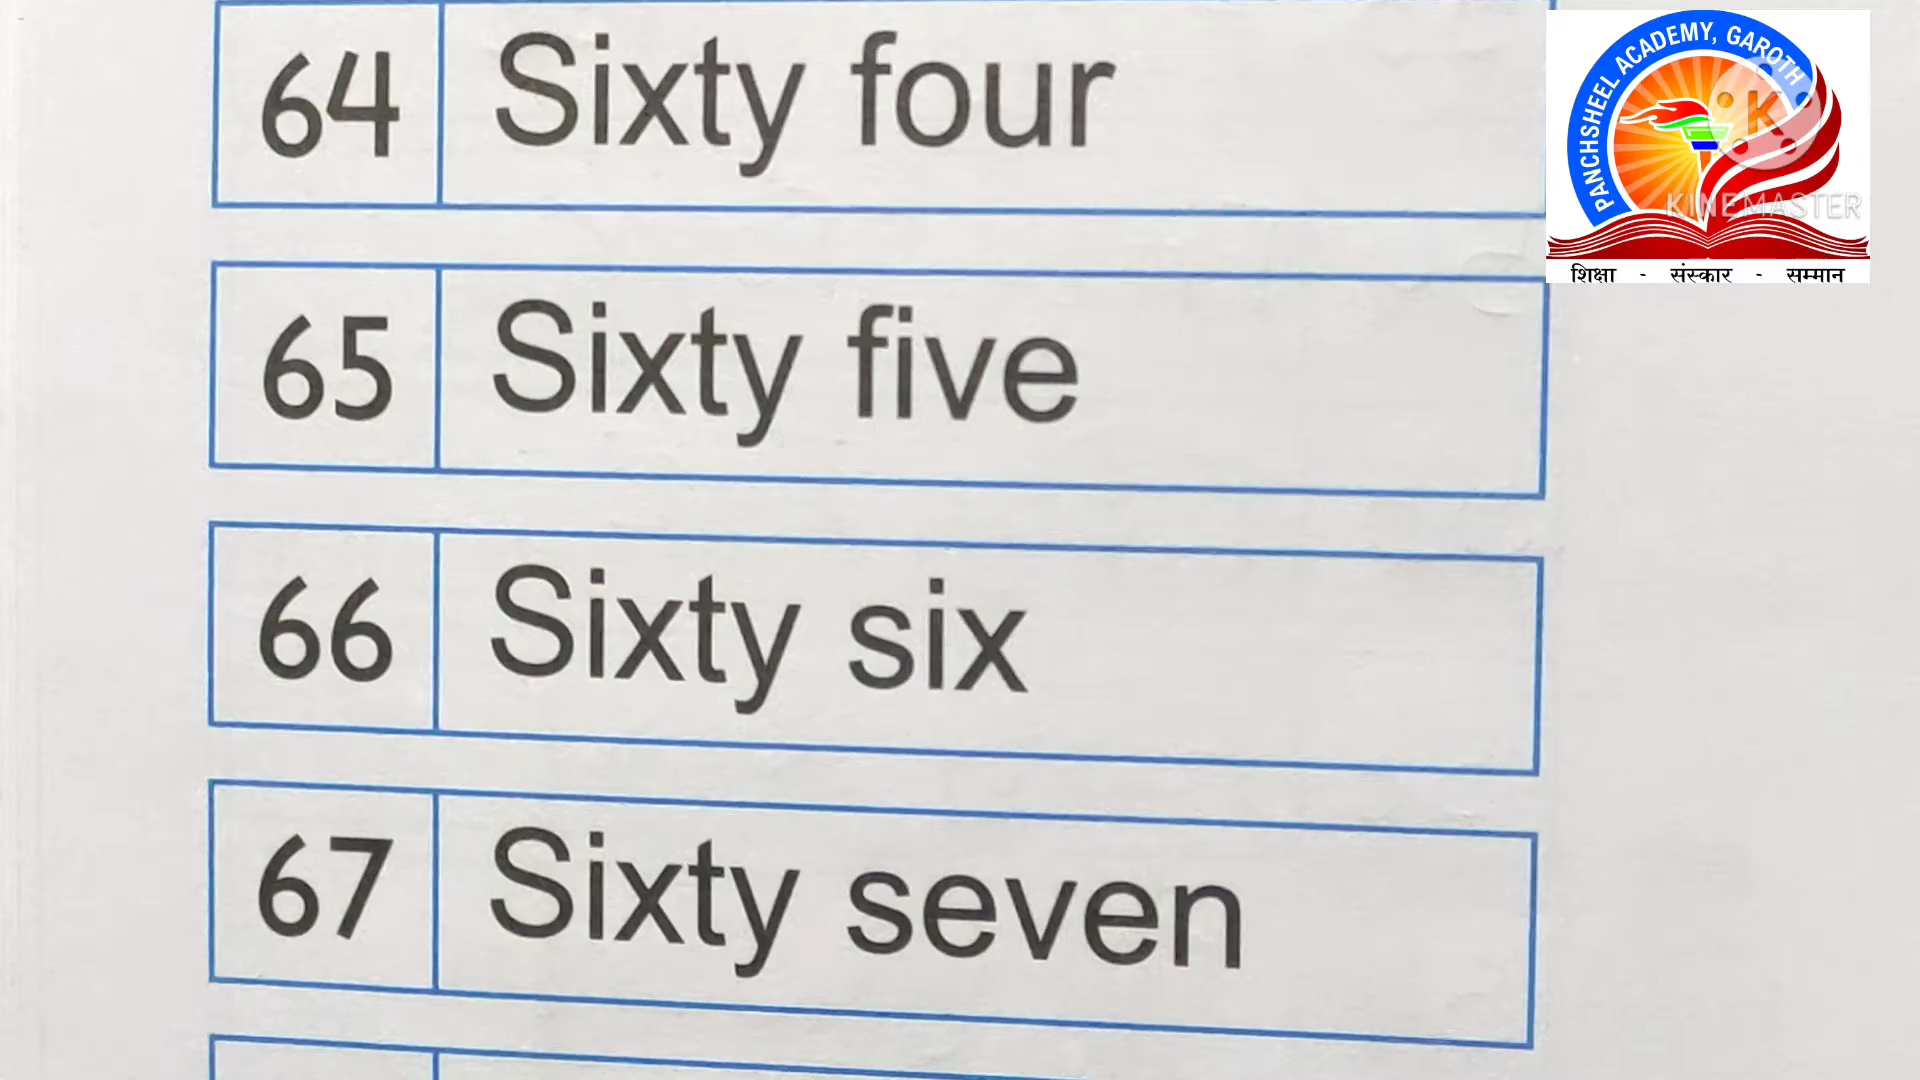 64 Sixty four
65 Sixty five
66 Sixty six
67 Sixty seven
PANCHSHEEL ACADEMY, GAROTH
K
KINEMASTER
शिक्षा - संस्कार - सम्मान